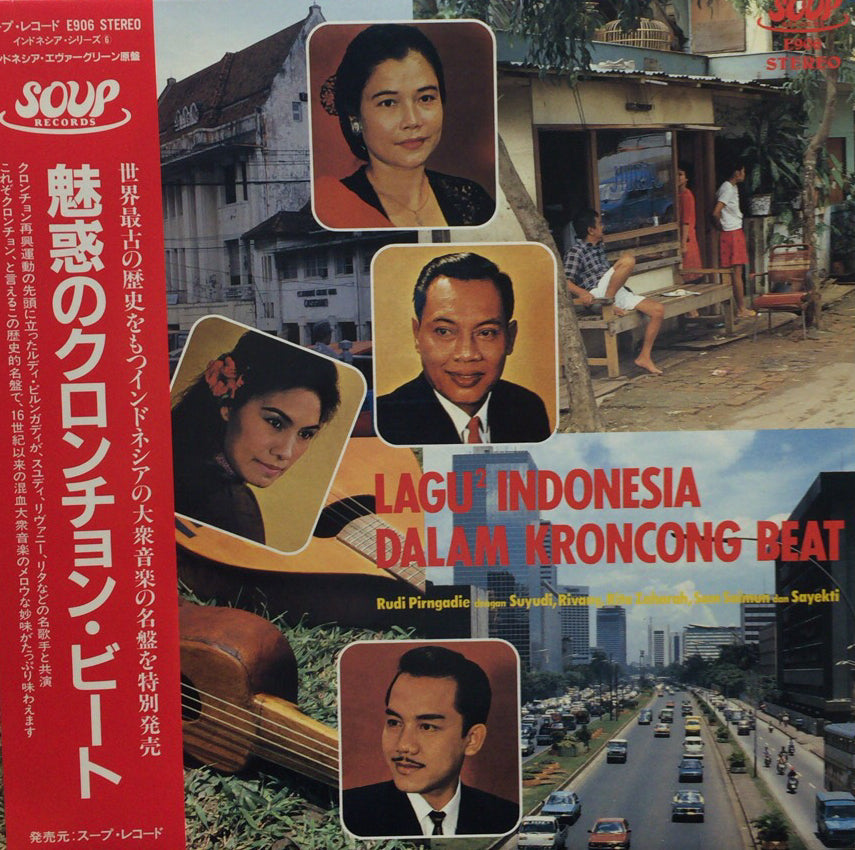 ープ・レコード E906 STEREO
インドネシア・シリーズ⑥
ンドネシア・エヴァーグリーン原盤
SOUP
RECORDS
世界最古の歴史をもつインドネシアの大衆音楽の名盤を特別発売
魅惑のクロンチョン・ビート
クロンチョン再興運動の先頭に立ったルディ・ピルンガディが、スユディ、リヴァニー、リタなどの名歌手と共演
これぞクロンチョン、と言えるこの歴史的名盤で、16世紀以来の混血大衆音楽のメロウな妙味がたっぷり味わえます
発売元:スープ・レコード
SOUP
E906
STEREO
LAGU² INDONESIA
DALAM KRONCONG BEAT
Rudi Pirngadie dengan Suyudi, Rivany, Rita Zaharah, Sam Saimun dan Sayekti